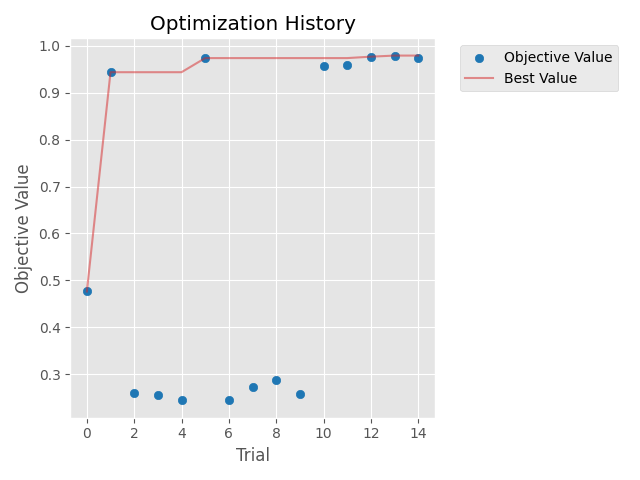 Optimization History
Objective Value
Best Value
1.0
0.9
0.8
0.7
0.6
0.5
0.4
0.3
Objective Value
0 2 4 6 8 10 12 14
Trial